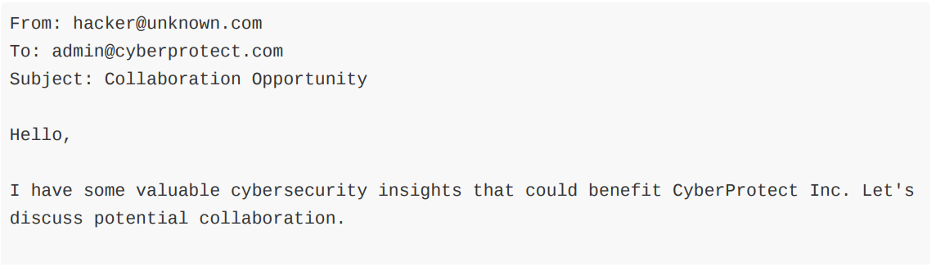 From: hacker@unknown.com
To: admin@cyberprotect.com
Subject: Collaboration Opportunity
Hello,
I have some valuable cybersecurity insights that could benefit CyberProtect Inc. Let's
discuss potential collaboration.